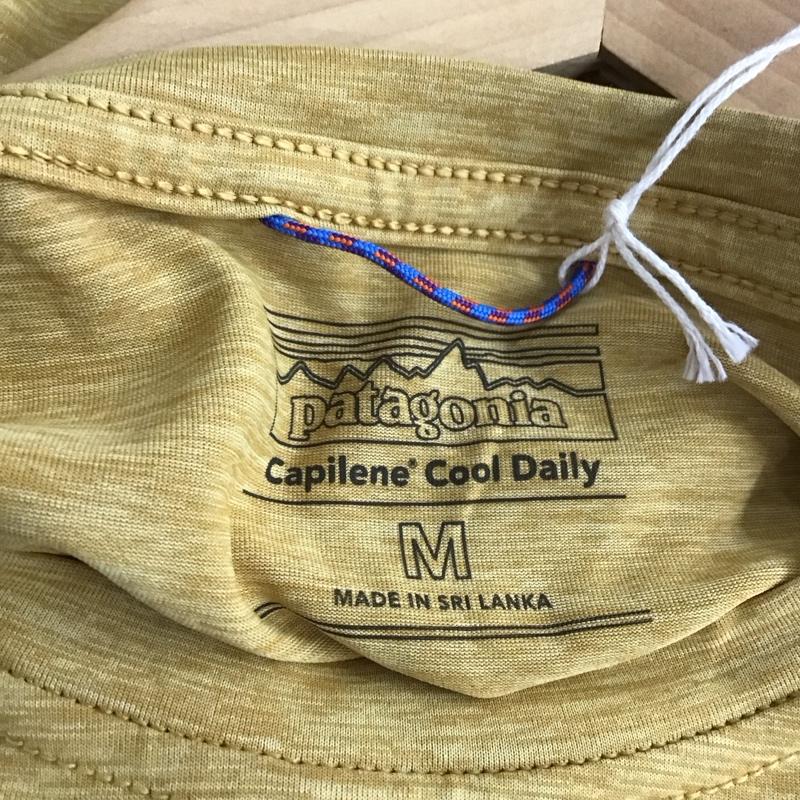 patagonia
Capilene® Cool Daily
M
MADE IN SRI LANKA